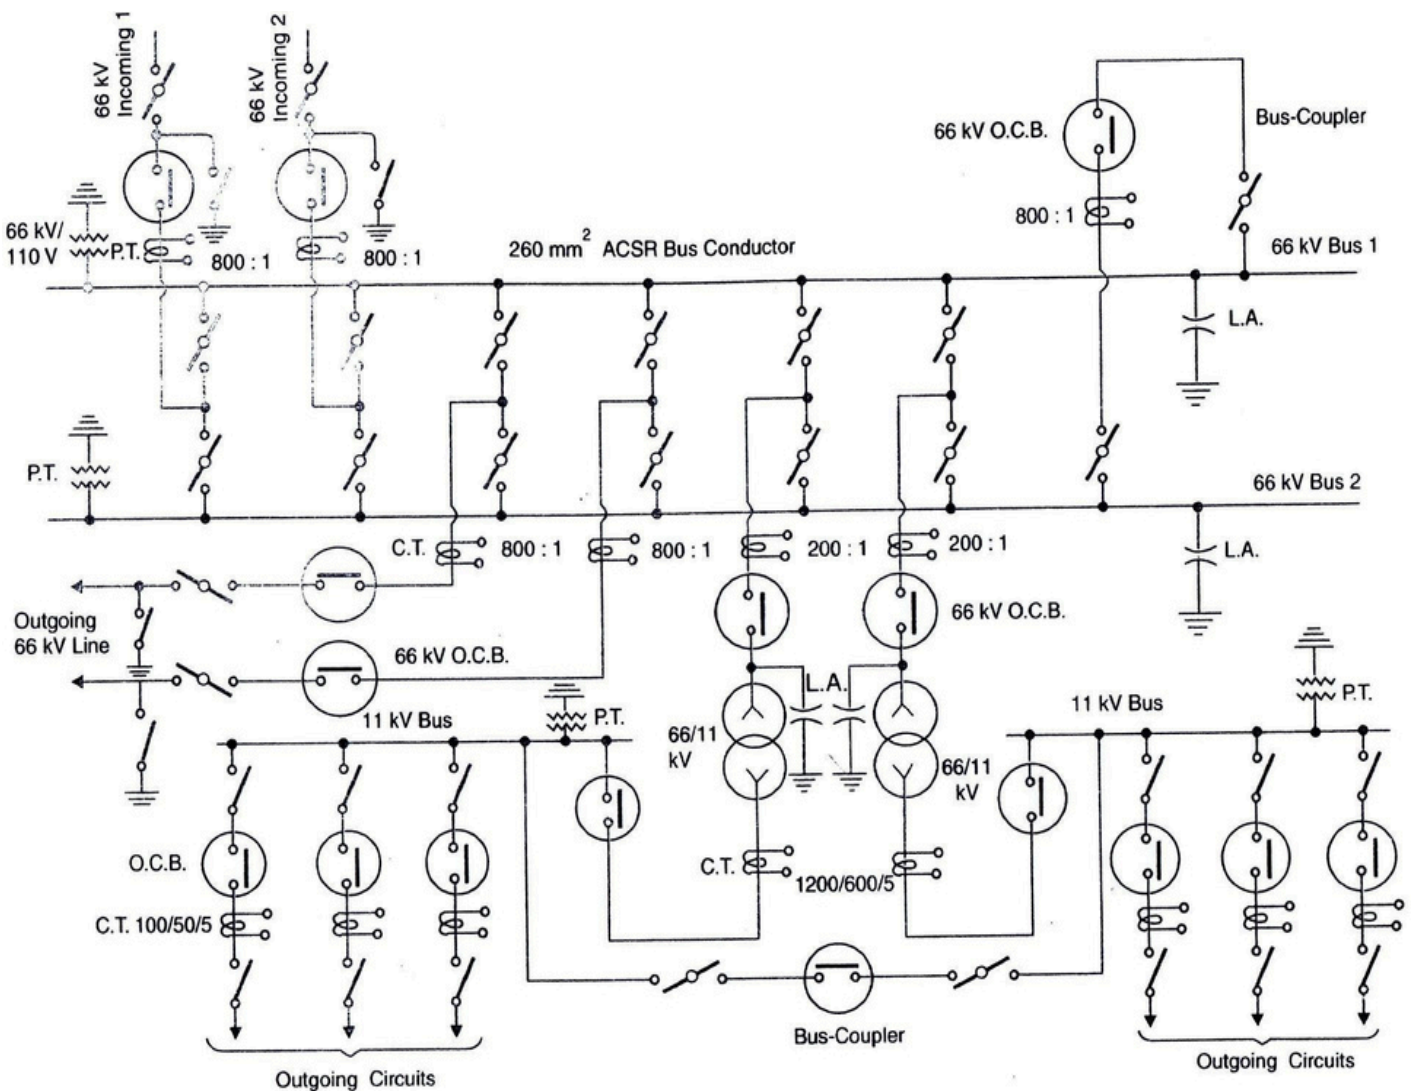 66 kV
Incoming 1
66 kV
Incoming 2
66 kV O.C.B.
Bus-Coupler
66 kV/
110 V
P.T.
800 : 1
800 : 1
260 mm2 ACSR Bus Conductor
800 : 1
66 kV Bus 1
L.A.
P.T.
66 kV Bus 2
C.T.
800 : 1
800 : 1
200 : 1
200 : 1
L.A.
Outgoing
66 kV Line
66 kV O.C.B.
66 kV O.C.B.
11 kV Bus
P.T.
L.A.
66/11
kV
66/11
kV
11 kV Bus
P.T.
O.C.B.
C.T. 100/50/5
C.T.
1200/600/5
Bus-Coupler
Outgoing Circuits
Outgoing Circuits